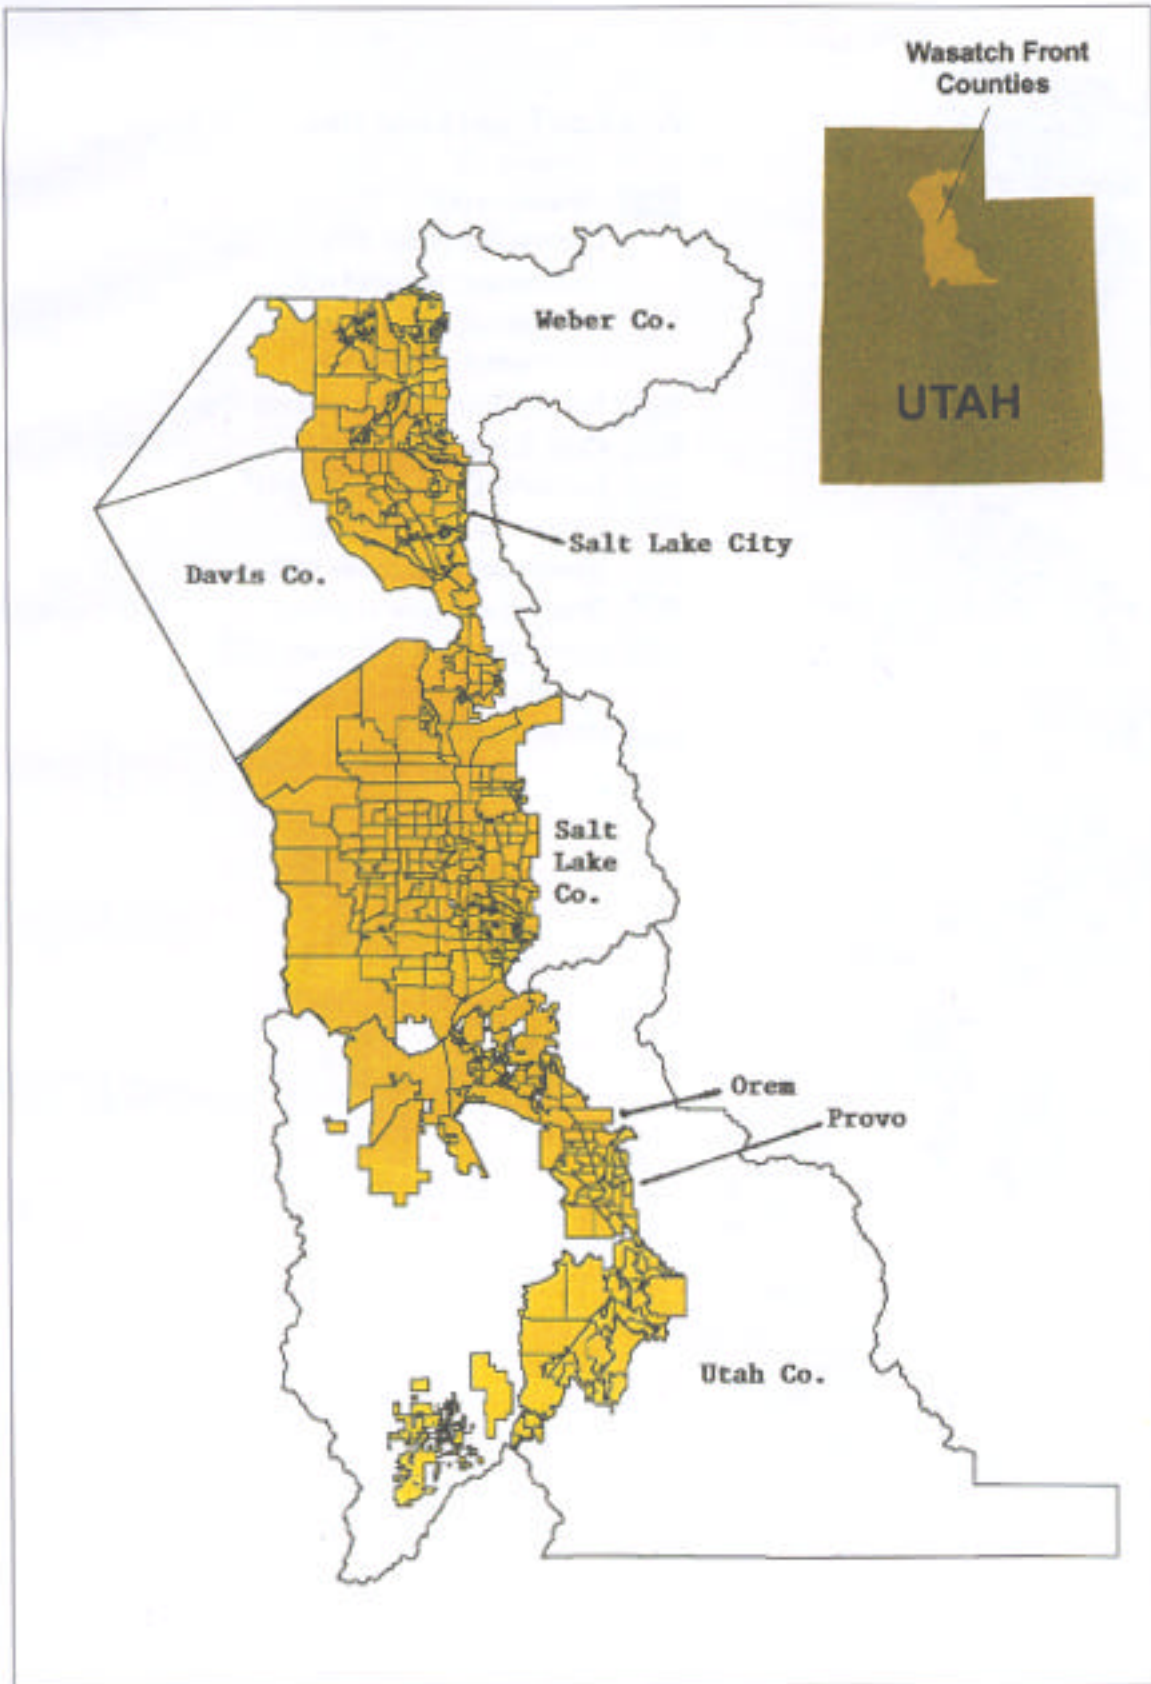 Wasatch Front
Counties
UTAH
Weber Co.
Salt Lake City
Davis Co.
Salt
Lake
Co.
Orem
Provo
Utah Co.